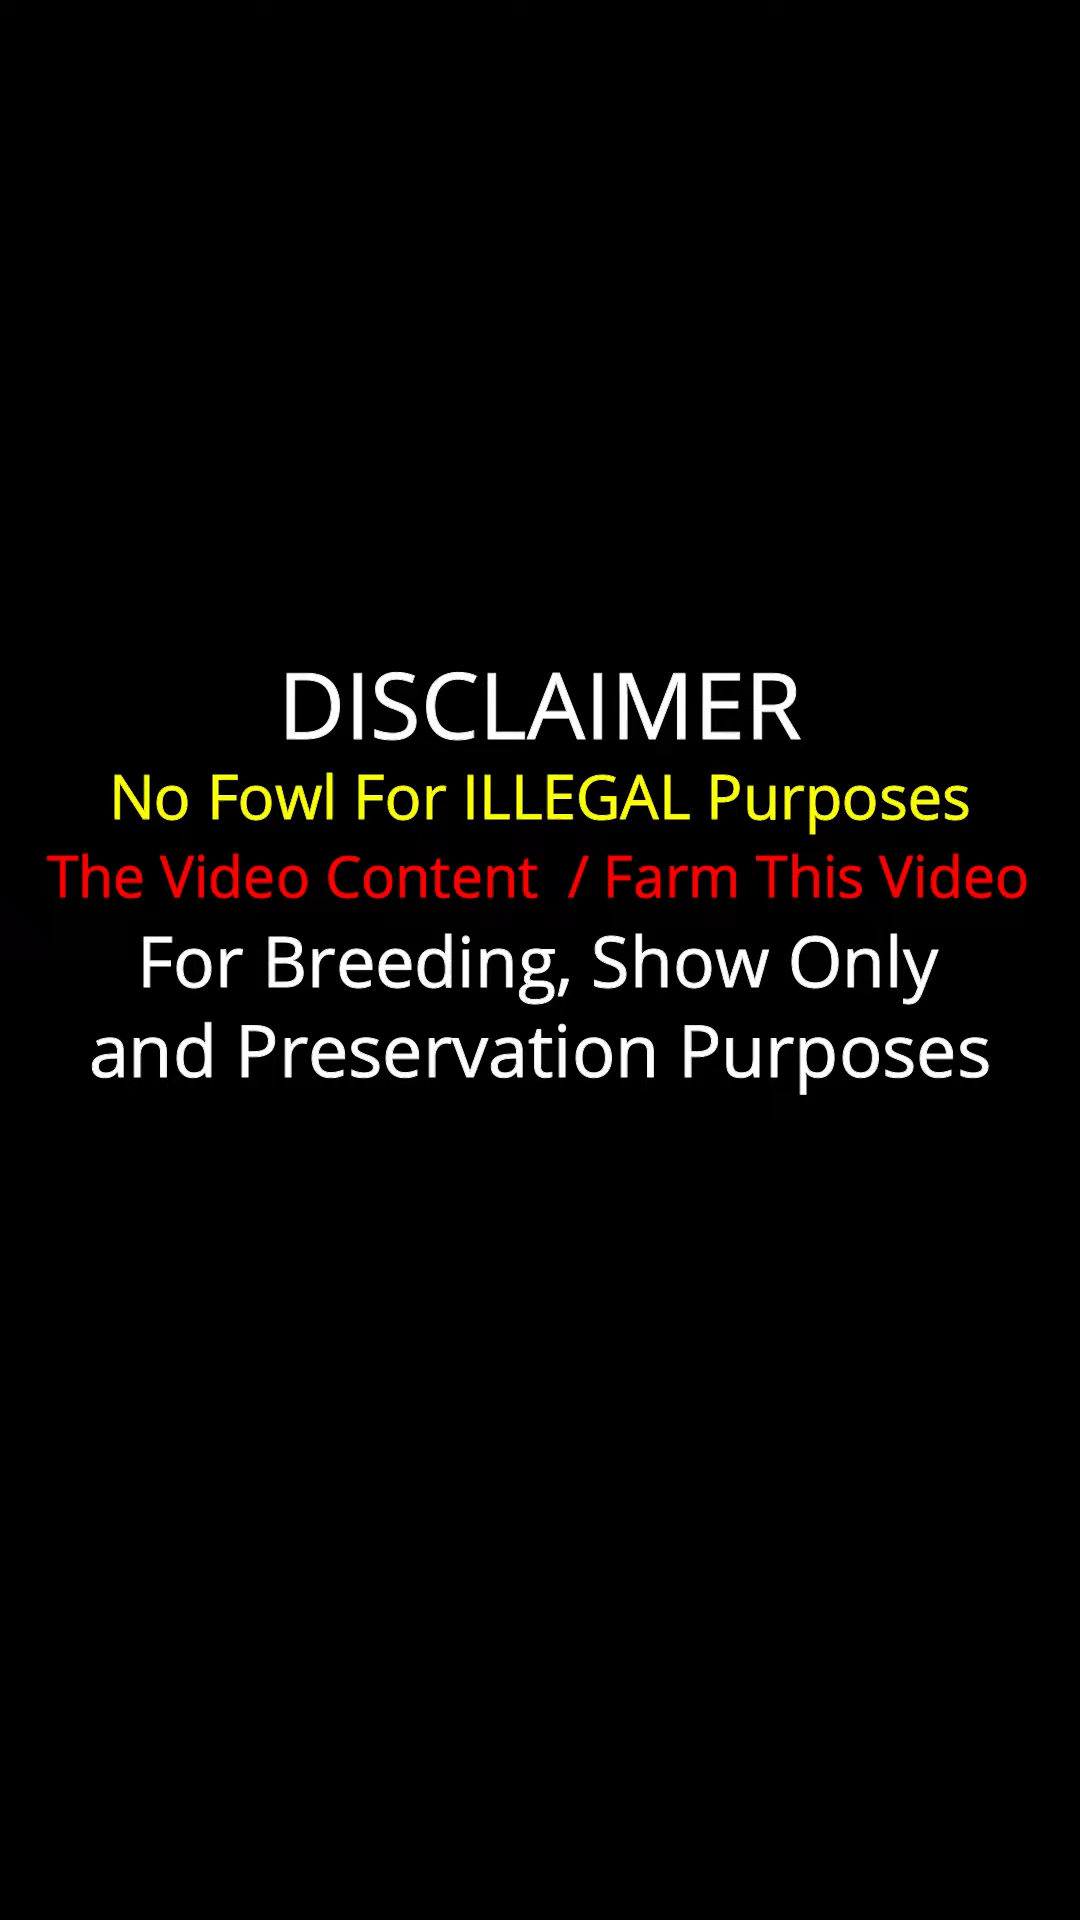 DISCLAIMER
No Fowl For ILLEGAL Purposes
The Video Content / Farm This Video
For Breeding, Show Only
and Preservation Purposes